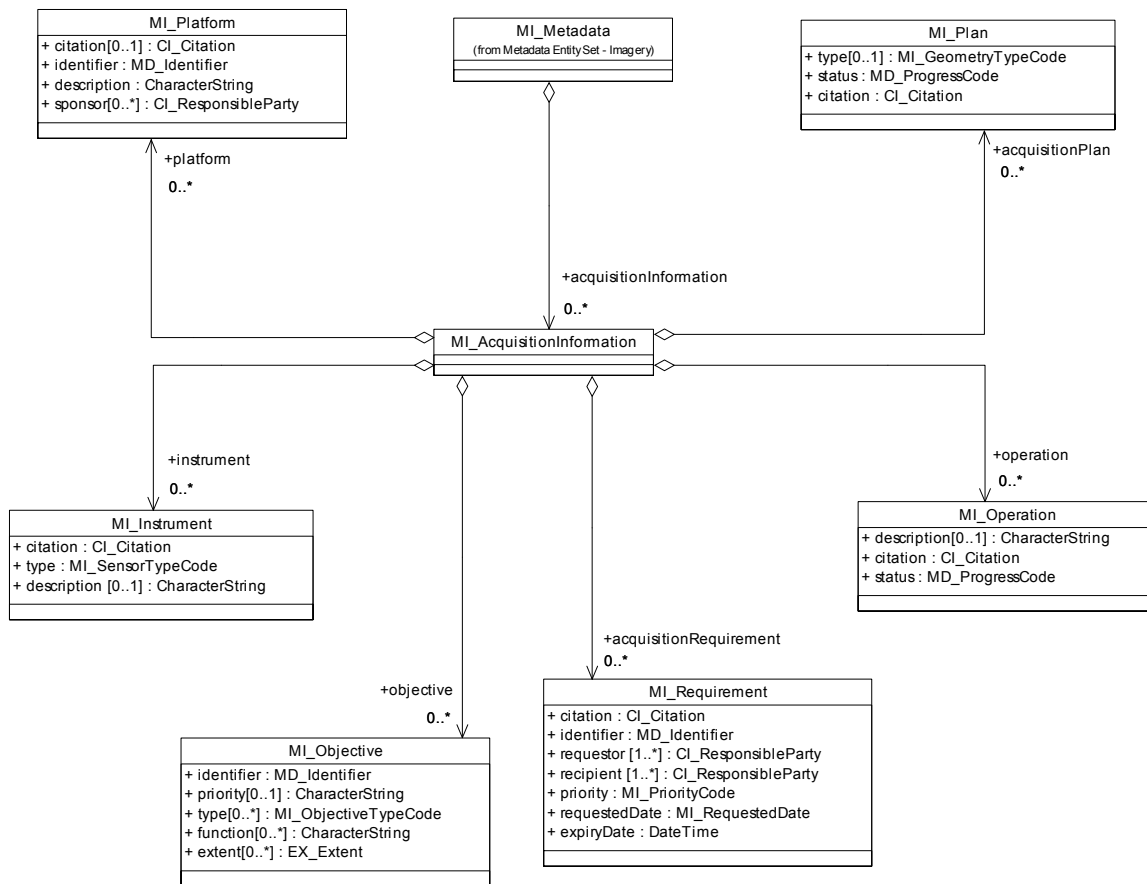 MI_Platform
+ citation[0..1] : CI_Citation
+ identifier : MD_Identifier
+ description : CharacterString
+ sponsor[0..*] : CI_ResponsibleParty
MI_Metadata
(from Metadata EntitySet - Imagery)
MI_Plan
+ type[0..1] : MI_GeometryTypeCode
+ status : MD_ProgressCode
+ citation : CI_Citation
+platform
0..*
+acquisitionPlan
0..*
+acquisitionInformation
0..*
MI_AcquisitionInformation
+instrument
0..*
+operation
0..*
MI_Instrument
+ citation : CI_Citation
+ type : MI_SensorTypeCode
+ description [0..1] : CharacterString
MI_Operation
+ description[0..1] : CharacterString
+ citation : CI_Citation
+ status : MD_ProgressCode
+objective
0..*
+acquisitionRequirement
0..*
MI_Objective
+ identifier : MD_Identifier
+ priority[0..1] : CharacterString
+ type[0..*] : MI_ObjectiveTypeCode
+ function[0..*] : CharacterString
+ extent[0..*] : EX_Extent
MI_Requirement
+ citation : CI_Citation
+ identifier : MD_Identifier
+ requestor [1..*] : CI_ResponsibleParty
+ recipient [1..*] : CI_ResponsibleParty
+ priority : MI_PriorityCode
+ requestedDate : MI_RequestedDate
+ expiryDate : DateTime